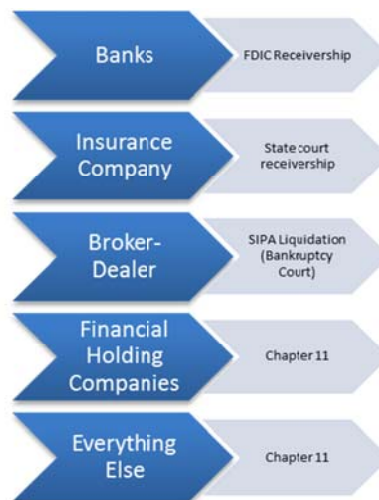 Banks
FDIC Receivership
Insurance
Company
State court
receivership
Broker-
Dealer
SIPA Liquidation
(Bankruptcy
Court)
Financial
Holding
Companies
Chapter 11
Everything
Else
Chapter 11